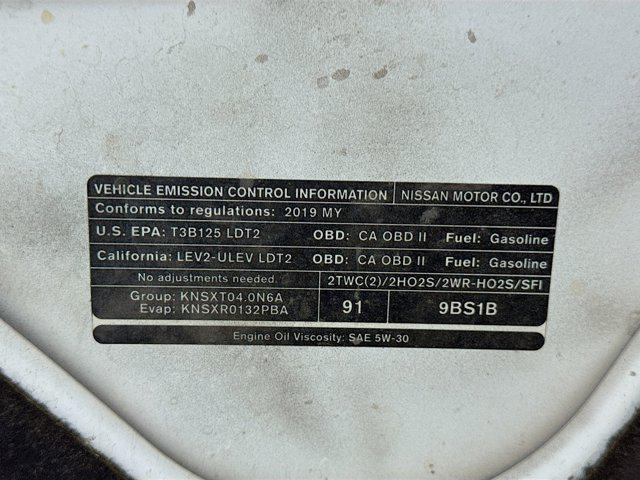 VEHICLE EMISSION CONTROL INFORMATION NISSAN MOTOR CO., LTD
Conforms to regulations: 2019 MY
U.S. EPA: T3B125 LDT2 OBD: CA OBD II Fuel: Gasoline
California: LEV2-ULEV LDT2 OBD: CA OBD II Fuel: Gasoline
No adjustments needed. 2TWC(2)/2HO2S/2WR-HO2S/SFI
Group: KNSXT04.0N6A
Evap: KNSXR0132PBA
91 9BS1B
Engine Oil Viscosity: SAE 5W-30